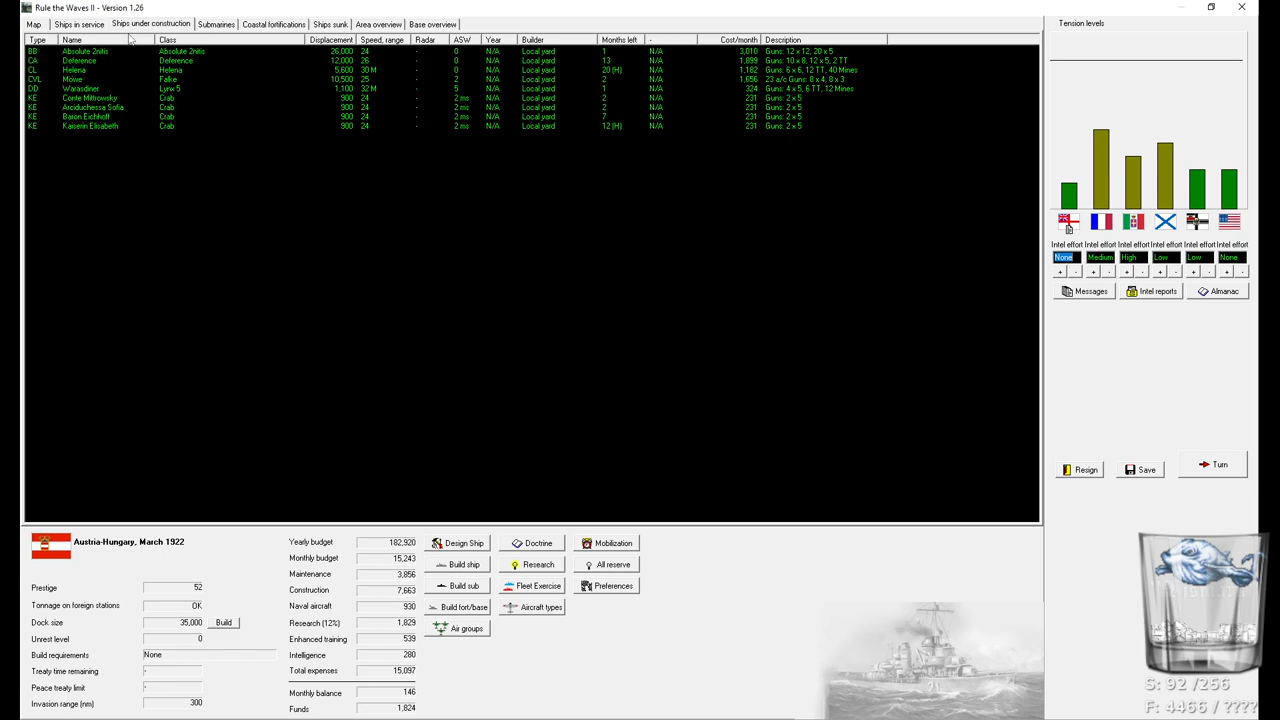 Rule the Waves II - Version 1.26
Map Ships in service Ships under construction Submarines Coastal fortifications Ships sunk Area overview Base overview
Type Name Class Displacement Speed, range Radar ASW Year Builder Months left - Cost/month Description
BB Absolute 2nitis Absolute 2nitis 26,000 24 - 0 N/A Local yard 1 N/A 3,010 Guns: 12 x 12, 20 x 5
CA Deference Deference 12,000 26 - 0 N/A Local yard 13 N/A 1,899 Guns: 10 x 8, 12 x 5, 2 TT
CL Helena Helena 5,600 30 M - 0 N/A Local yard 20 (H) N/A 1,182 Guns: 6 x 6, 12 TT, 40 Mines
CVL Möwe Falke 10,500 25 - 2 N/A Local yard 2 N/A 1,656 23 a/c Guns: 8 x 4, 8 x 3
DD Warasdiner Lynx 5 1,100 32 M - 5 N/A Local yard 1 N/A 324 Guns: 4 x 5, 6 TT, 12 Mines
KE Conte Mittrowsky Crab 900 24 - 2 ms N/A Local yard 2 N/A 231 Guns: 2 x 5
KE Arciduchessa Sofia Crab 900 24 - 2 ms N/A Local yard 2 N/A 231 Guns: 2 x 5
KE Baron Eichhoff Crab 900 24 - 2 ms N/A Local yard 7 N/A 231 Guns: 2 x 5
KE Kaiserin Elisabeth Crab 900 24 - 2 ms N/A Local yard 12 (H) N/A 231 Guns: 2 x 5
Tension levels
Intel effort Intel effort Intel effort Intel effort Intel effort Intel effort
None Medium High Low Low None
+ - + - + - + - + - + -
Messages Intel reports Almanac
Resign Save Turn
Austria-Hungary, March 1922
Prestige 52
Tonnage on foreign stations OK
Dock size 35,000 Build
Unrest level 0
Build requirements None
Treaty time remaining -
Peace treaty limit -
Invasion range (nm) 300
Yearly budget 182,920
Monthly budget 15,243
Maintenance 3,856
Construction 7,663
Naval aircraft 930
Research (12%) 1,829
Enhanced training 539
Intelligence 280
Total expenses 15,097
Monthly balance 146
Funds 1,824
Design Ship Doctrine Mobilization
Build ship Research All reserve
Build sub Fleet Exercise Preferences
Build fort/base Aircraft types
Air groups
71
S: 92 /256
F: 4466 / ????